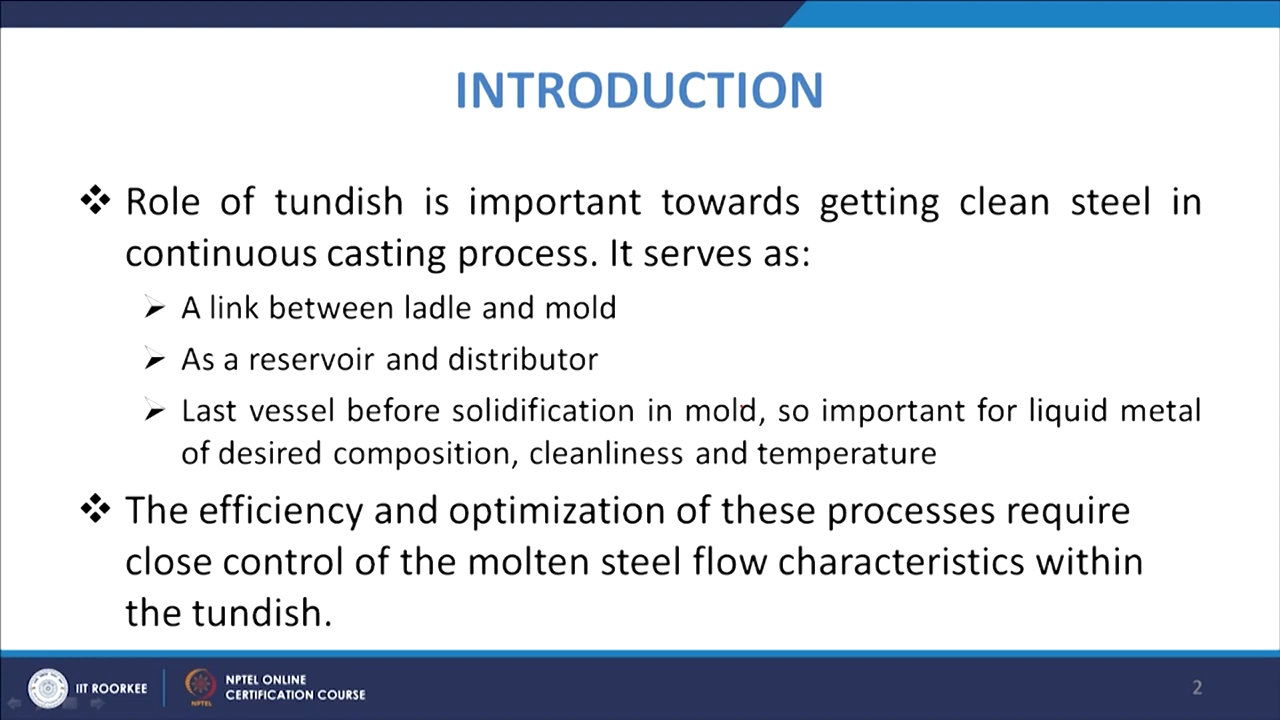 INTRODUCTION
❖ Role of tundish is important towards getting clean steel in
continuous casting process. It serves as:
➢ A link between ladle and mold
➢ As a reservoir and distributor
➢ Last vessel before solidification in mold, so important for liquid metal
of desired composition, cleanliness and temperature
❖ The efficiency and optimization of these processes require
close control of the molten steel flow characteristics within
the tundish.
IIT ROORKEE
NPTEL
NPTEL ONLINE
CERTIFICATION COURSE
2